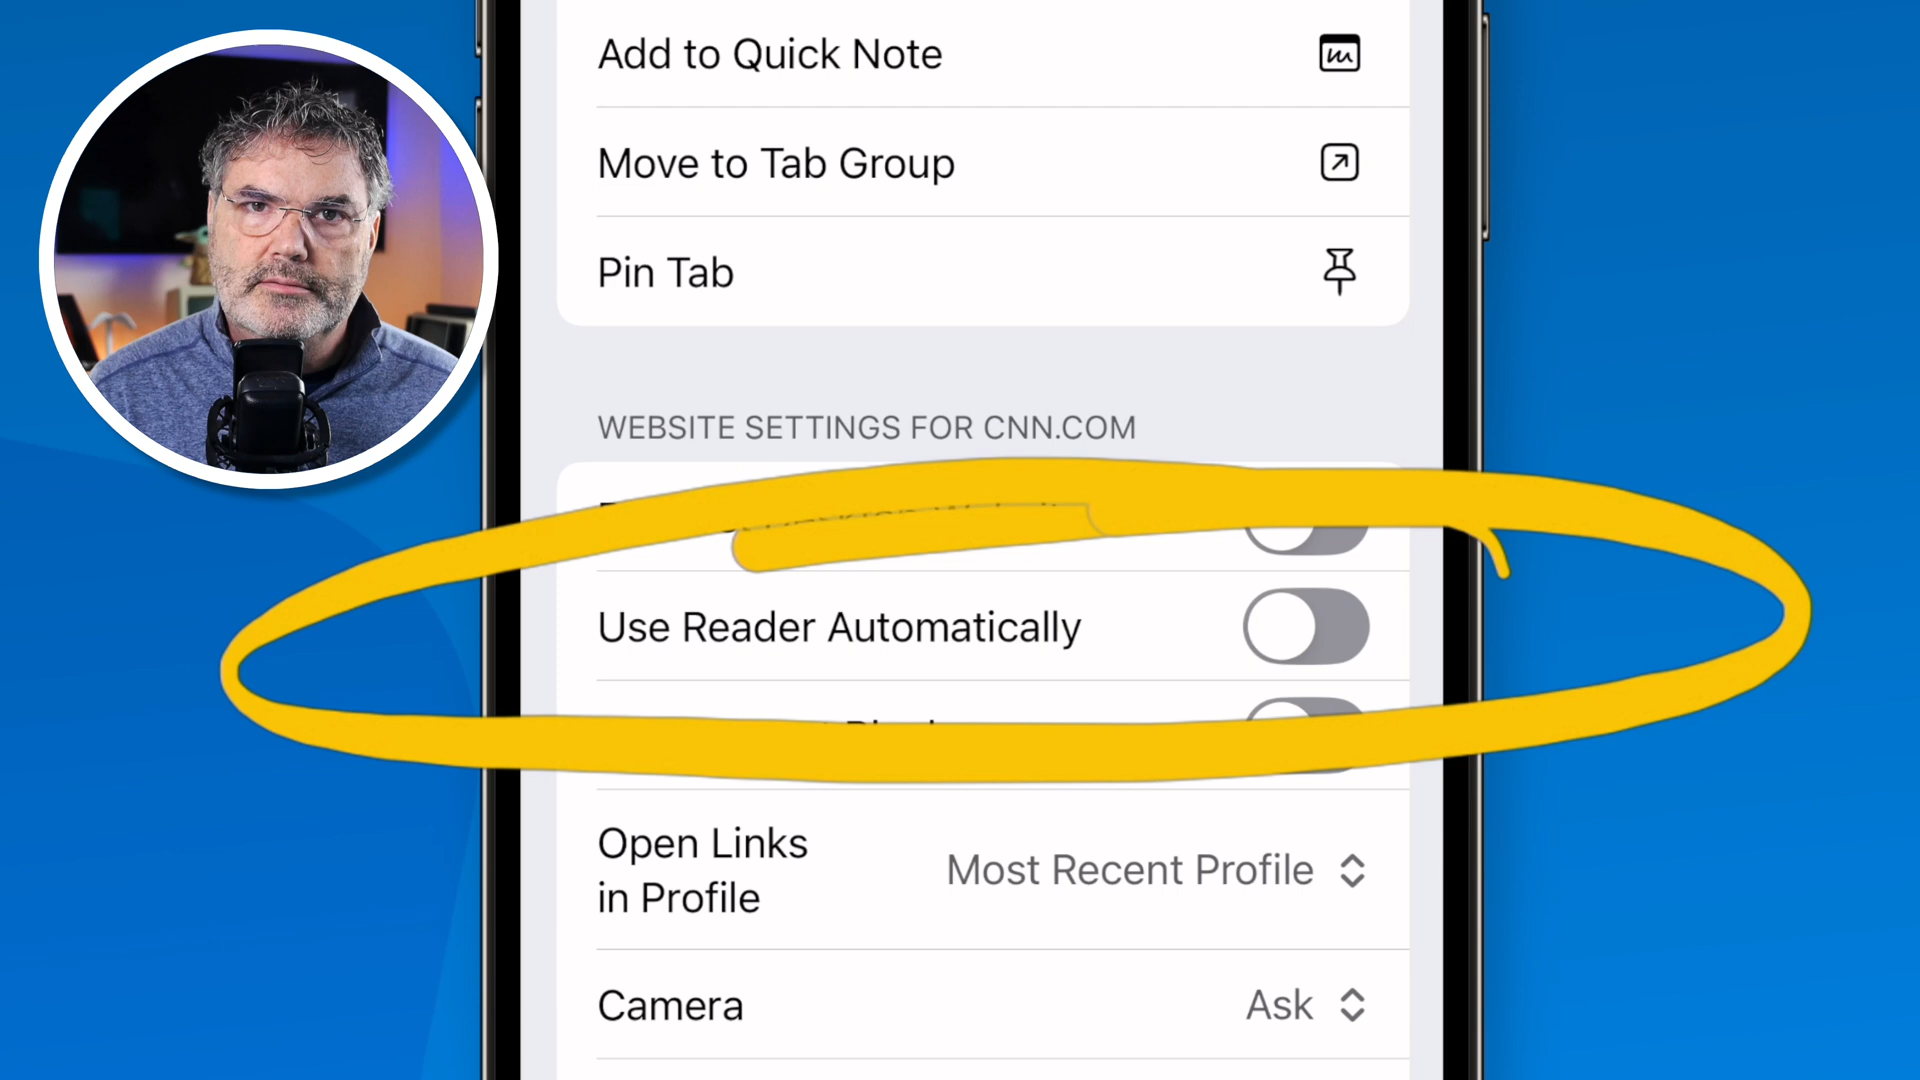 Add to Quick Note
Move to Tab Group
Pin Tab
WEBSITE SETTINGS FOR CNN.COM
Use Reader Automatically
Open Links
in Profile
Most Recent Profile
Camera
Ask